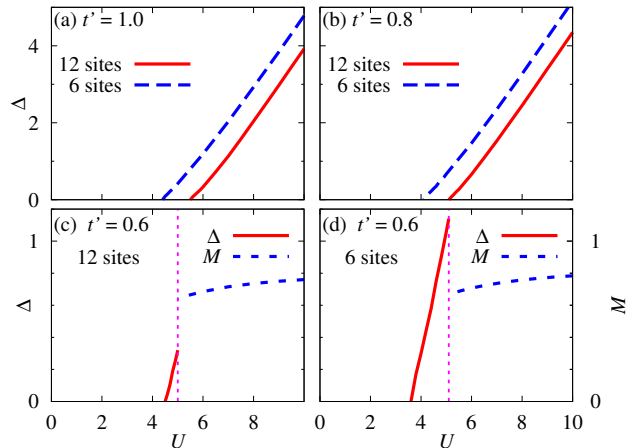 (a) t' = 1.0
12 sites
6 sites
Δ
4
2
0
(b) t' = 0.8
12 sites
6 sites
(c) t' = 0.6
12 sites
Δ
M
Δ
1
0
0 2 4 6 8
U
(d) t' = 0.6
6 sites
Δ
M
1
0
M
0 2 4 6 8 10
U